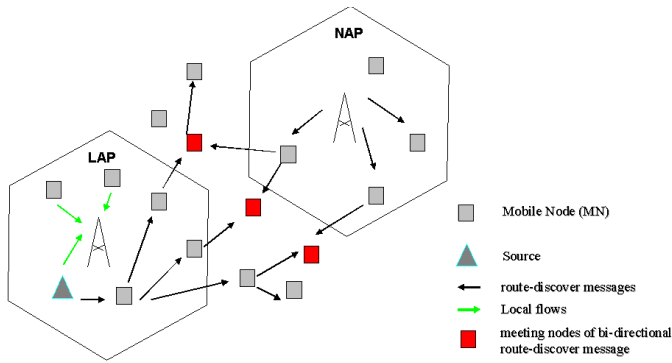 NAP
LAP
Mobile Node (MN)
Source
route-discover messages
Local flows
meeting nodes of bi-directional
route-discover message